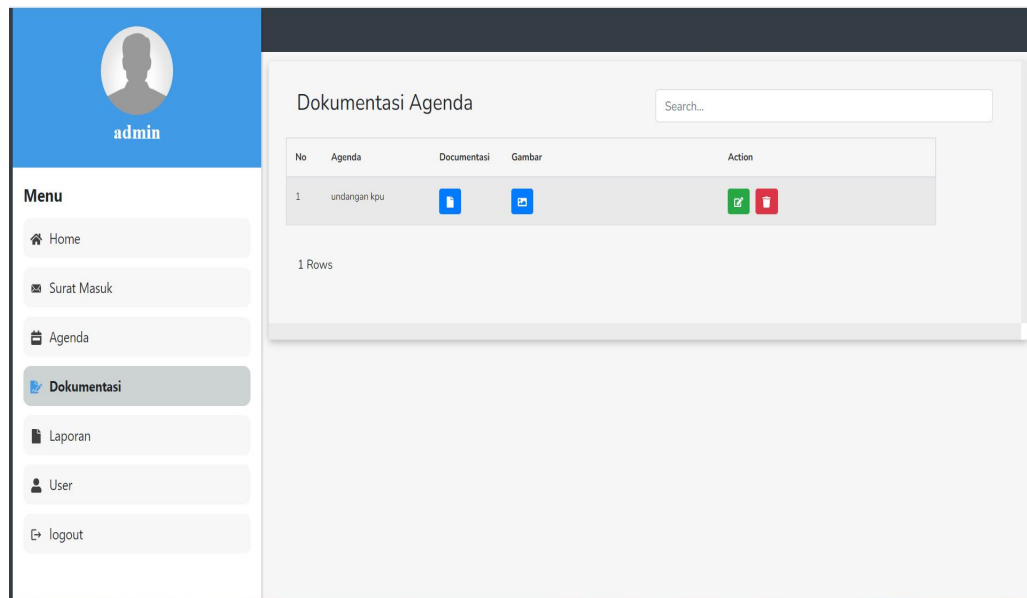 admin
Menu
Home
Surat Masuk
Agenda
Dokumentasi
Laporan
User
logout
Dokumentasi Agenda
Search...
No Agenda Documentasi Gambar Action
1 undangan kpu
1 Rows